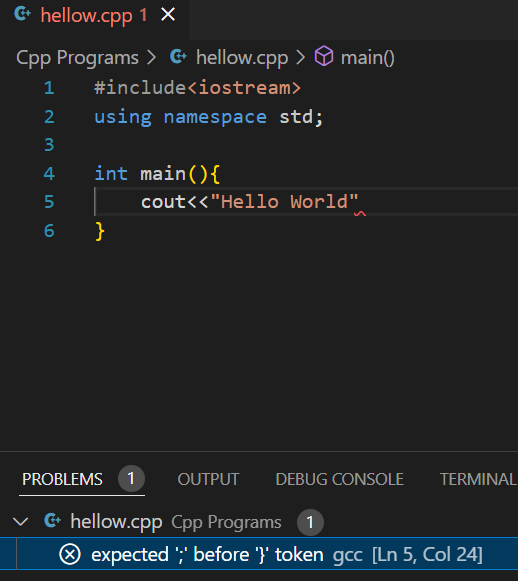 hellow.cpp 1
Cpp Programs > hellow.cpp > main()
1 #include<iostream>
2 using namespace std;
3
4 int main(){
5 cout<<"Hello World"
6 }
PROBLEMS 1 OUTPUT DEBUG CONSOLE TERMINAL
hellow.cpp Cpp Programs 1
expected ';' before '}' token gcc [Ln 5, Col 24]